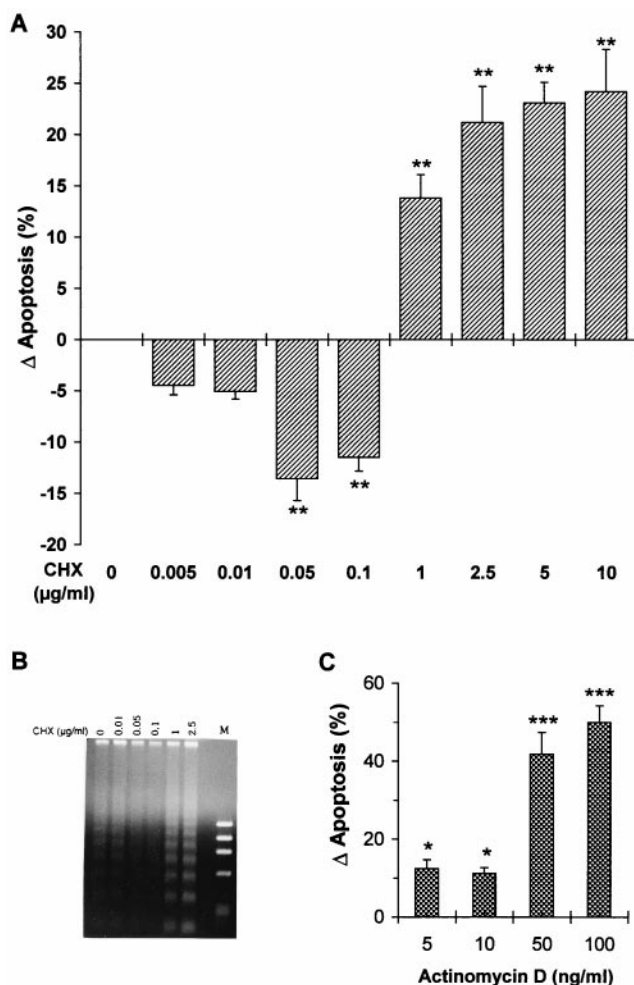 A
30
25
20
15
10
5
0
-5
-10
-15
-20
Δ Apoptosis (%)
** ** ** **
** **
CHX (μg/ml) 0 0.005 0.01 0.05 0.1 1 2.5 5 10
B
CHX (μg/ml) 0 0.01 0.05 0.1 1 2.5 M
C
60
40
20
0
Δ Apoptosis (%)
* * *** ***
5 10 50 100
Actinomycin D (ng/ml)